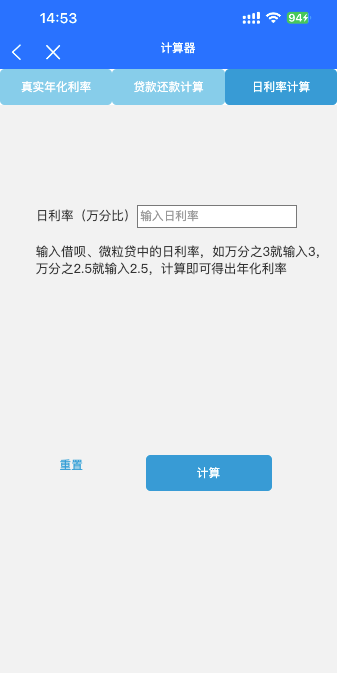 14:53
94
计算器
真实年化利率
贷款还款计算
日利率计算
日利率（万分比）
输入日利率
输入借呗、微粒贷中的日利率，如万分之3就输入3，
万分之2.5就输入2.5，计算即可得出年化利率
重置
计算